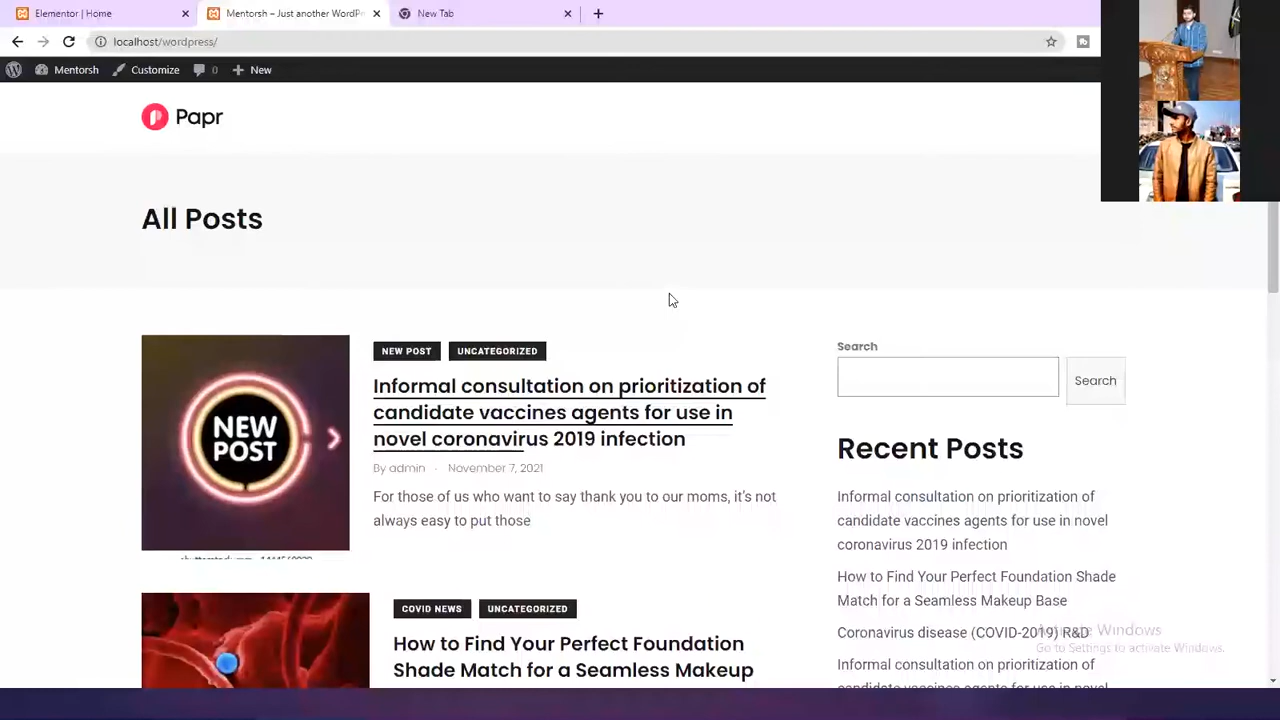 Elementor | Home
Mentorsh – Just another WordPr
New Tab
localhost/wordpress/
Mentorsh
Customize
0
New
Papr
All Posts
NEW POST
NEW POST
UNCATEGORIZED
Informal consultation on prioritization of
candidate vaccines agents for use in
novel coronavirus 2019 infection
By admin · November 7, 2021
For those of us who want to say thank you to our moms, it's not
always easy to put those
COVID NEWS
UNCATEGORIZED
How to Find Your Perfect Foundation
Shade Match for a Seamless Makeup
Search
Search
Recent Posts
Informal consultation on prioritization of
candidate vaccines agents for use in novel
coronavirus 2019 infection
How to Find Your Perfect Foundation Shade
Match for a Seamless Makeup Base
Coronavirus disease (COVID-2019) R&D
Informal consultation on prioritization of
candidate vaccines agents for use in novel
Activate Windows
Go to Settings to activate Windows.